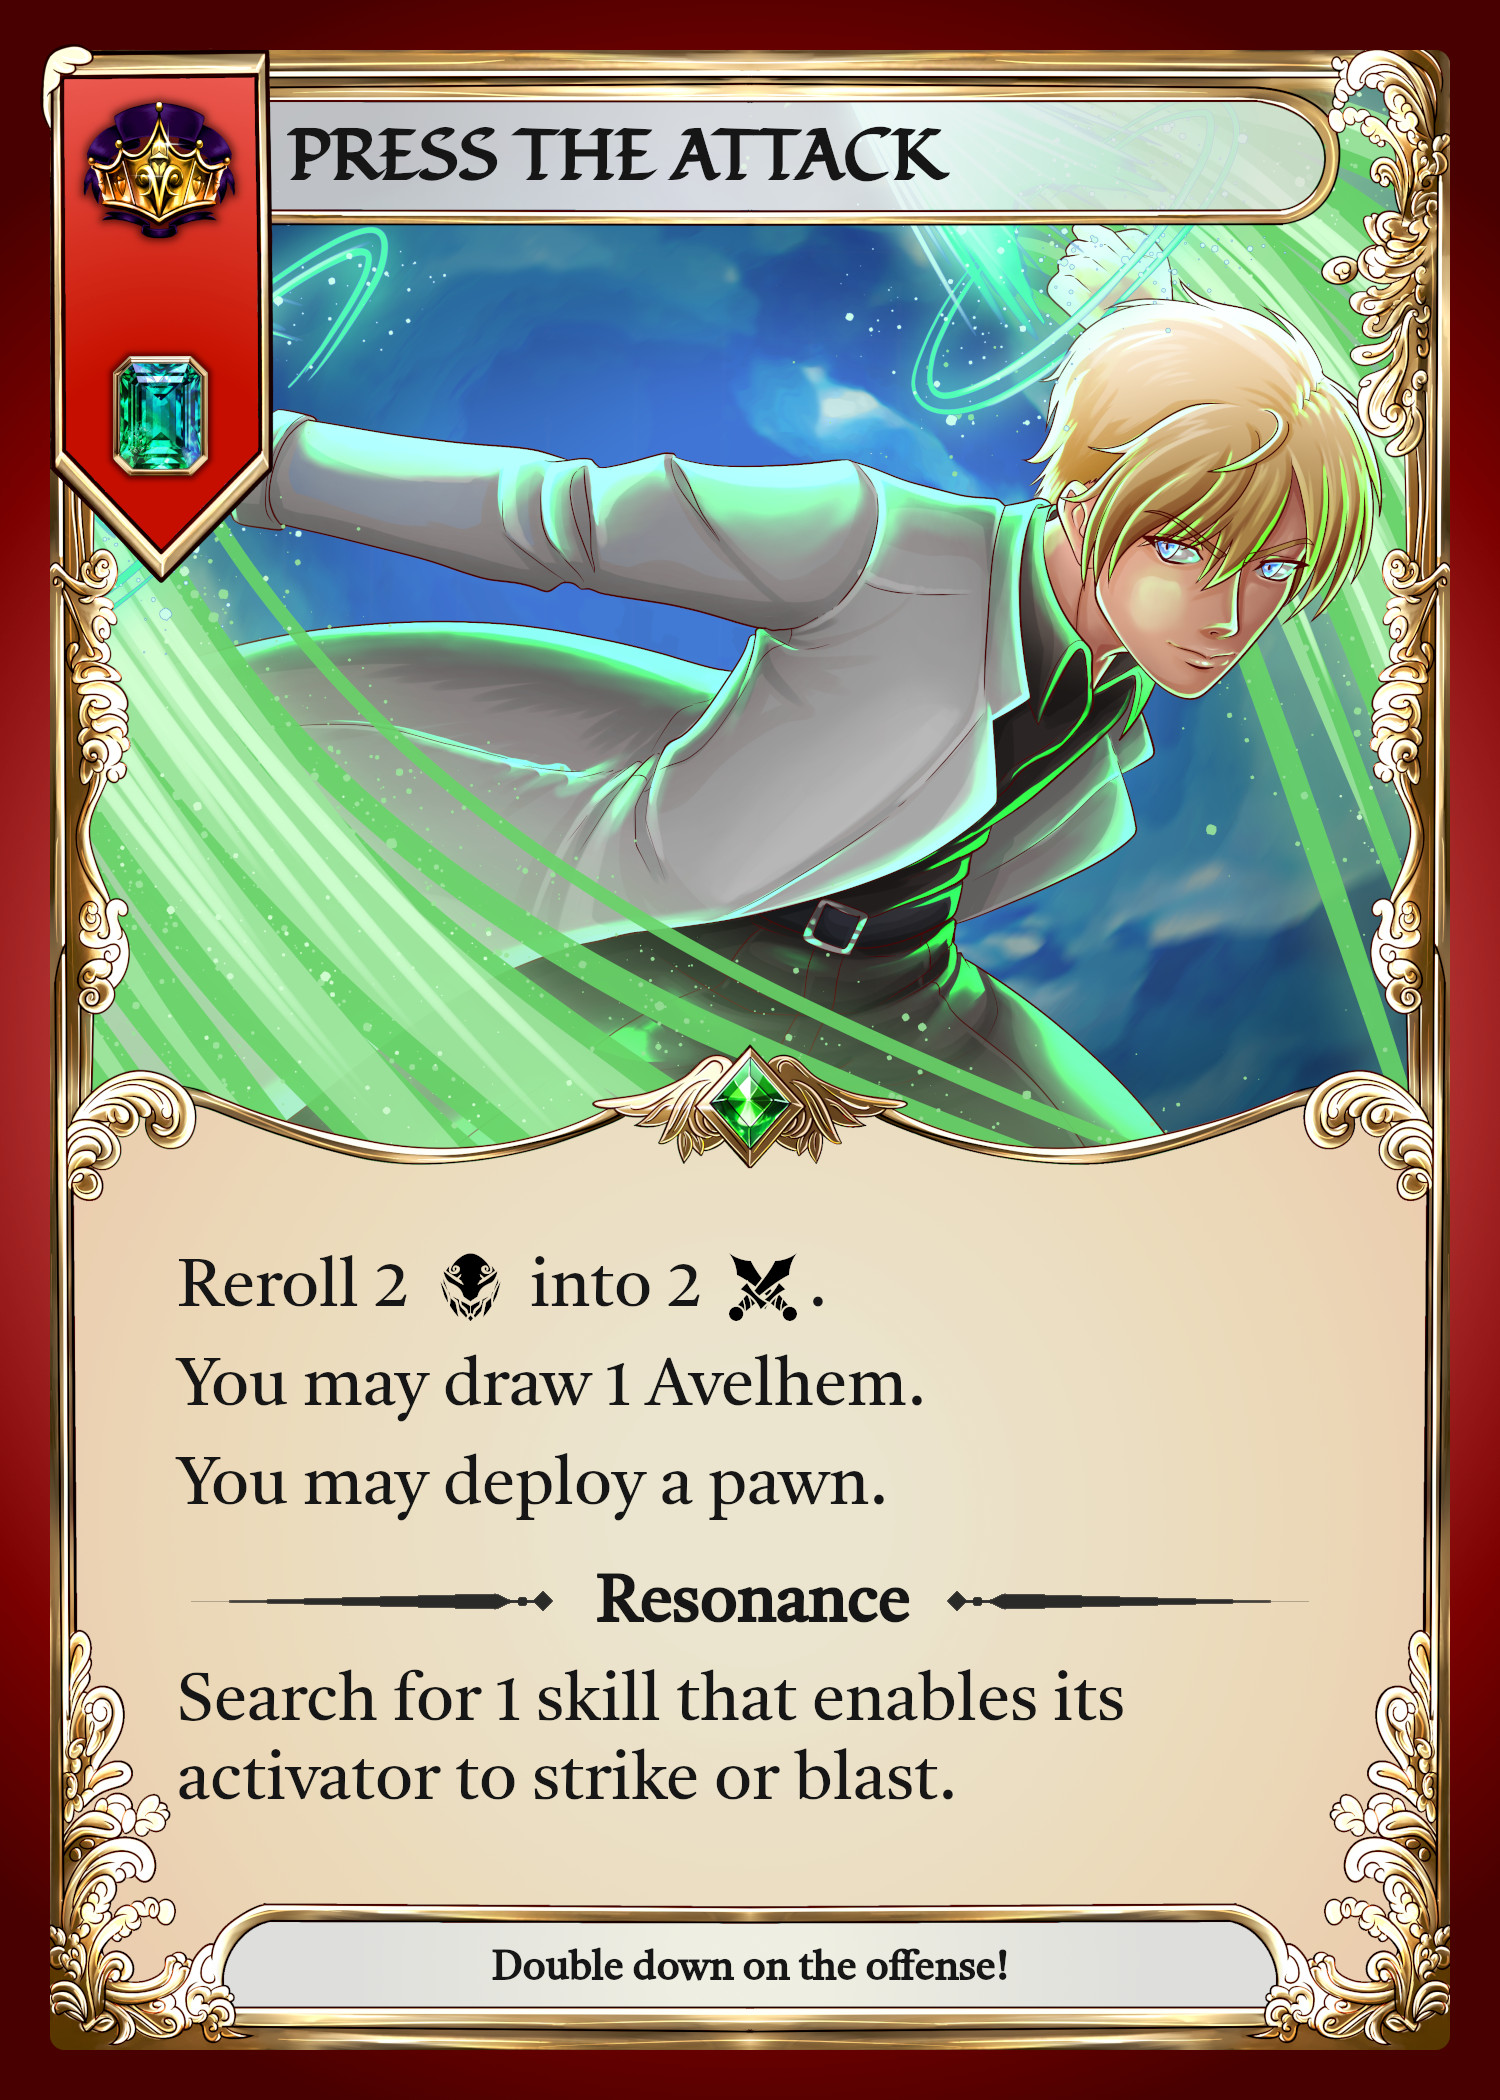 PRESS THE ATTACK
Reroll 2 into 2 .
You may draw 1 Avelhem.
You may deploy a pawn.
Resonance
Search for 1 skill that enables its
activator to strike or blast.
Double down on the offense!